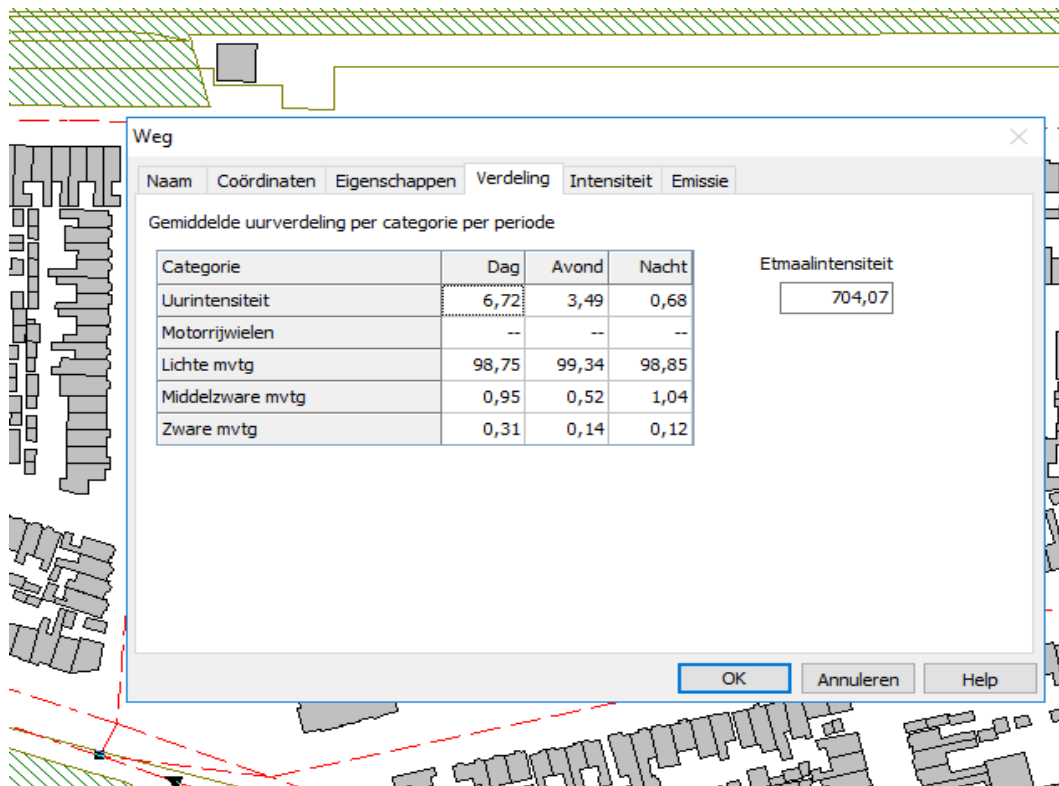 Weg
Naam Coördinaten Eigenschappen Verdeling Intensiteit Emissie
Gemiddelde uurverdeling per categorie per periode
Categorie Dag Avond Nacht Etmaalintensiteit
Uurintensiteit 6,72 3,49 0,68 704,07
Motorrijwielen -- -- --
Lichte mvtg 98,75 99,34 98,85
Middelzware mvtg 0,95 0,52 1,04
Zware mvtg 0,31 0,14 0,12
OK Annuleren Help